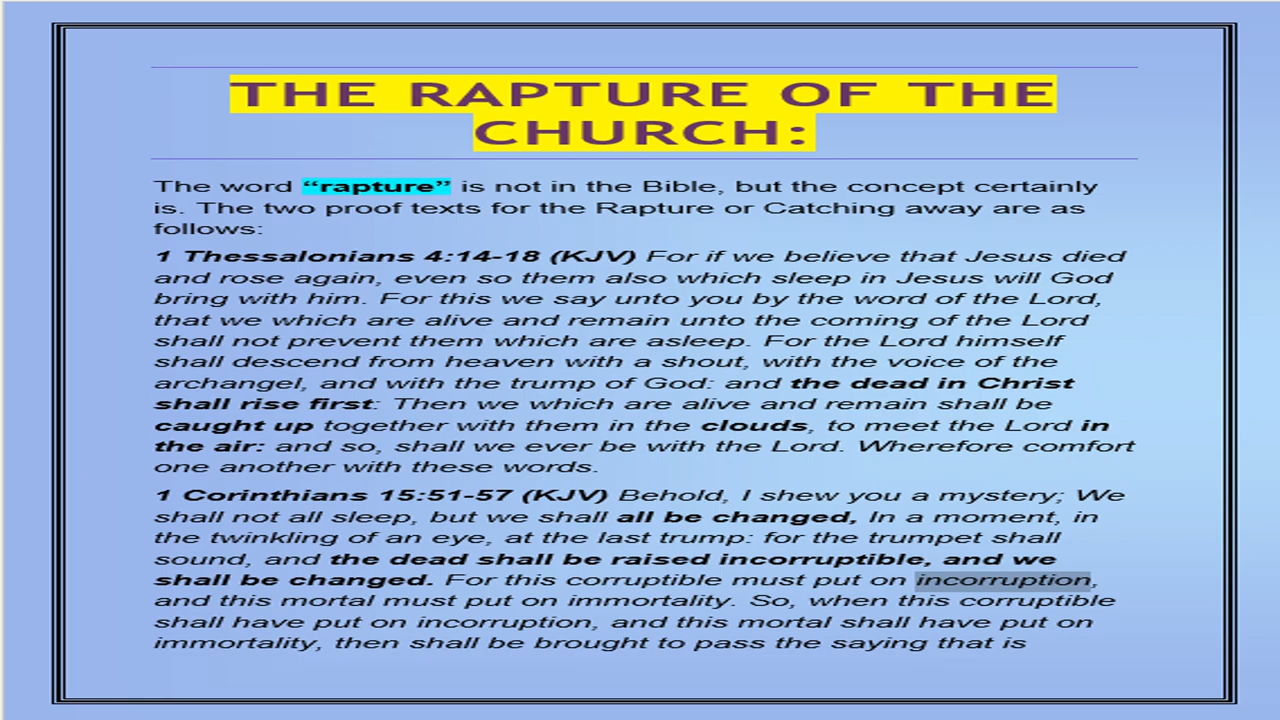 THE RAPTURE OF THE
CHURCH:
The word “rapture” is not in the Bible, but the concept certainly
is. The two proof texts for the Rapture or Catching away are as
follows:
1 Thessalonians 4:14-18 (KJV) For if we believe that Jesus died
and rose again, even so them also which sleep in Jesus will God
bring with him. For this we say unto you by the word of the Lord,
that we which are alive and remain unto the coming of the Lord
shall not prevent them which are asleep. For the Lord himself
shall descend from heaven with a shout, with the voice of the
archangel, and with the trump of God: and the dead in Christ
shall rise first: Then we which are alive and remain shall be
caught up together with them in the clouds, to meet the Lord in
the air: and so, shall we ever be with the Lord. Wherefore comfort
one another with these words.
1 Corinthians 15:51-57 (KJV) Behold, I shew you a mystery; We
shall not all sleep, but we shall all be changed, In a moment, in
the twinkling of an eye, at the last trump: for the trumpet shall
sound, and the dead shall be raised incorruptible, and we
shall be changed. For this corruptible must put on incorruption,
and this mortal must put on immortality. So, when this corruptible
shall have put on incorruption, and this mortal shall have put on
immortality, then shall be brought to pass the saying that is